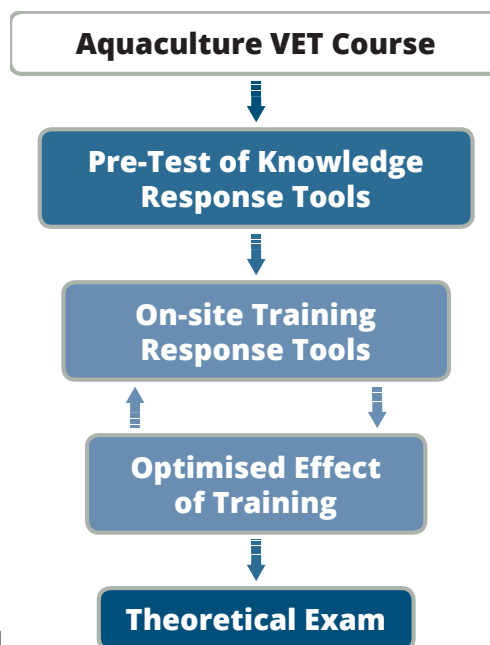 Aquaculture VET Course
Pre-Test of Knowledge
Response Tools
On-site Training
Response Tools
Optimised Effect
of Training
Theoretical Exam